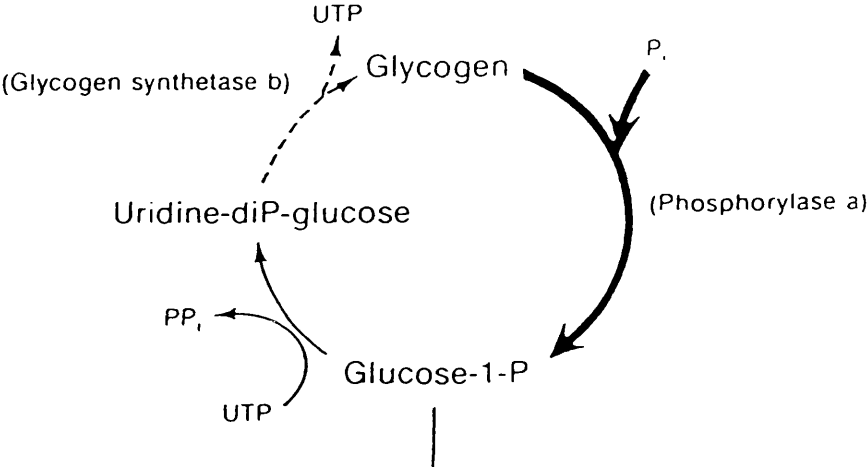 UTP
Glycogen
P,
(Glycogen synthetase b)
Uridine-diP-glucose
(Phosphorylase a)
PP,
Glucose-1-P
UTP